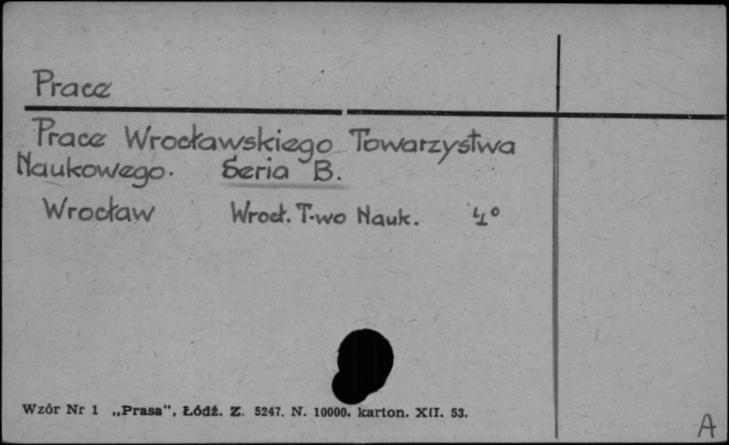 Prace
Prace Wrocławskiego Towarzystwa
Naukowego. Seria B.
Wrocław Wrocł. T-wo Nauk. 4°
Wzór Nr 1 „Prasa”, Łódź. Z. 5247. N. 10000. karton. XII. 53.
A